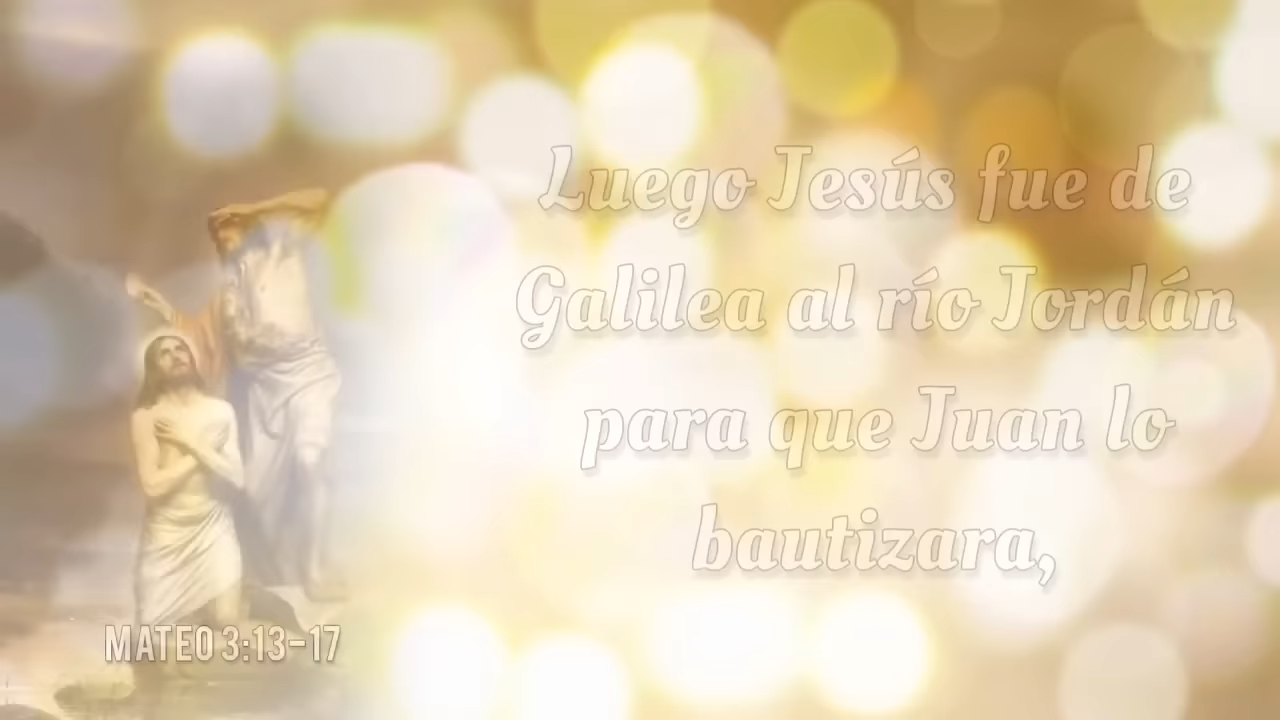 Luego Jesús fue de
Galilea al río Jordán
para que Juan lo
bautizara,
MATEO 3:13-17